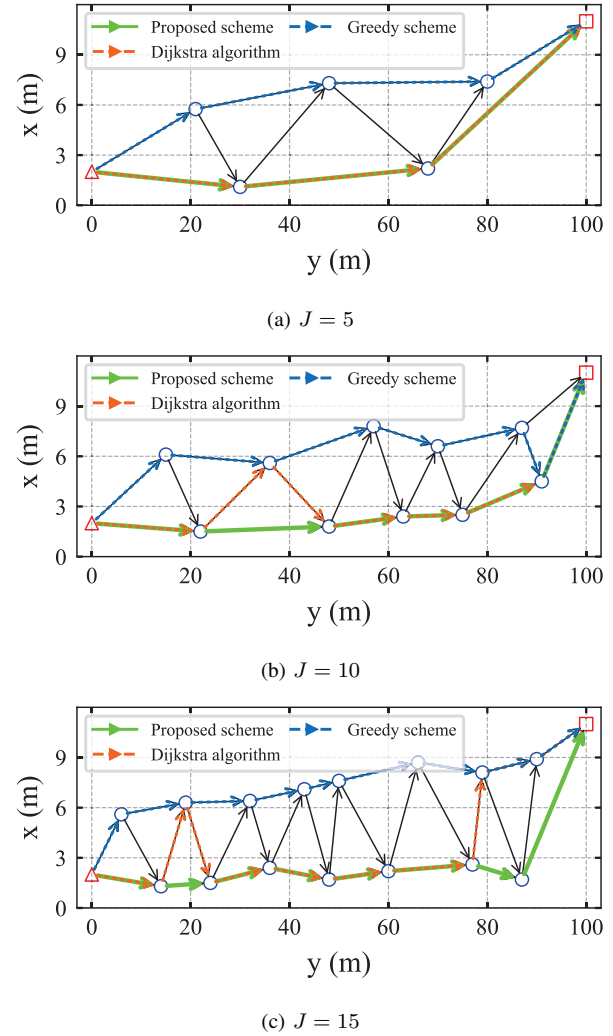 Proposed scheme Greedy scheme
Dijkstra algorithm
9
6
3
0
x (m)
0 20 40 60 80 100
y (m)
(a) J = 5
Proposed scheme Greedy scheme
Dijkstra algorithm
9
6
3
0
x (m)
0 20 40 60 80 100
y (m)
(b) J = 10
Proposed scheme Greedy scheme
Dijkstra algorithm
9
6
3
0
x (m)
0 20 40 60 80 100
y (m)
(c) J = 15